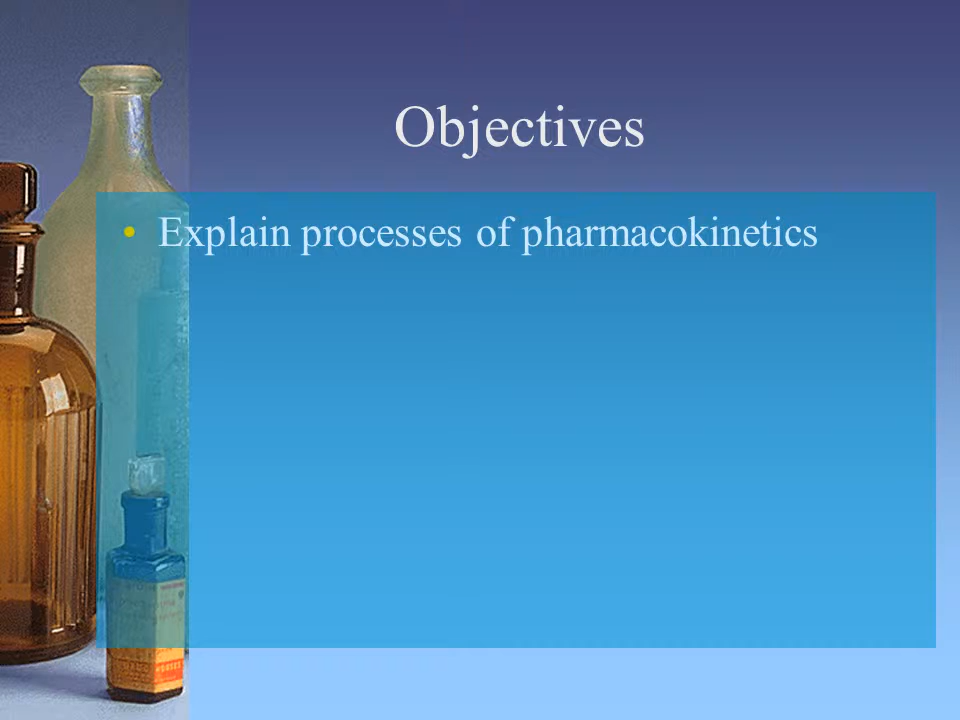 Objectives
• Explain processes of pharmacokinetics